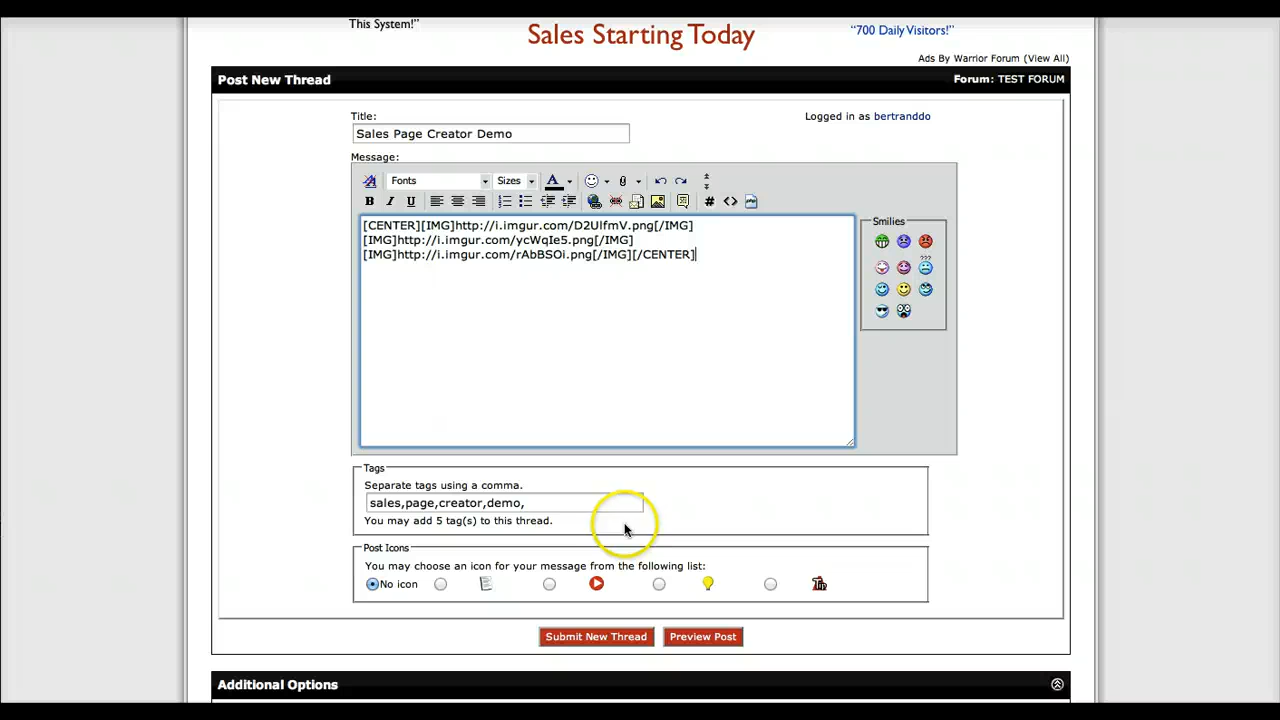 This System!”
Sales Starting Today
“700 Daily Visitors!”
Ads By Warrior Forum (View All)
Post New Thread
Forum: TEST FORUM
Title:
Logged in as bertranddo
Sales Page Creator Demo
Message:
Fonts
Sizes
A
B I U
#
Smilies
[CENTER][IMG]http://i.imgur.com/D2UlfmV.png[/IMG]
[IMG]http://i.imgur.com/ycWqIe5.png[/IMG]
[IMG]http://i.imgur.com/rAbBSOi.png[/IMG][/CENTER]
???
Tags
Separate tags using a comma.
sales,page,creator,demo,
You may add 5 tag(s) to this thread.
Post Icons
You may choose an icon for your message from the following list:
No icon
Submit New Thread
Preview Post
Additional Options